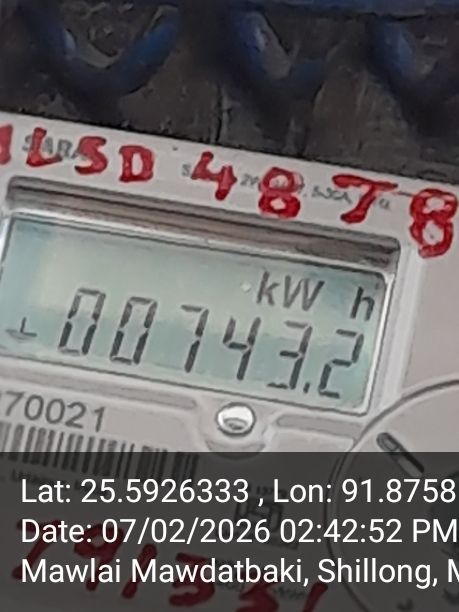 LSD 4878
kW h
00743.2
70021
Lat: 25.5926333 , Lon: 91.8758
Date: 07/02/2026 02:42:52 PM
Mawlai Mawdatbaki, Shillong, M